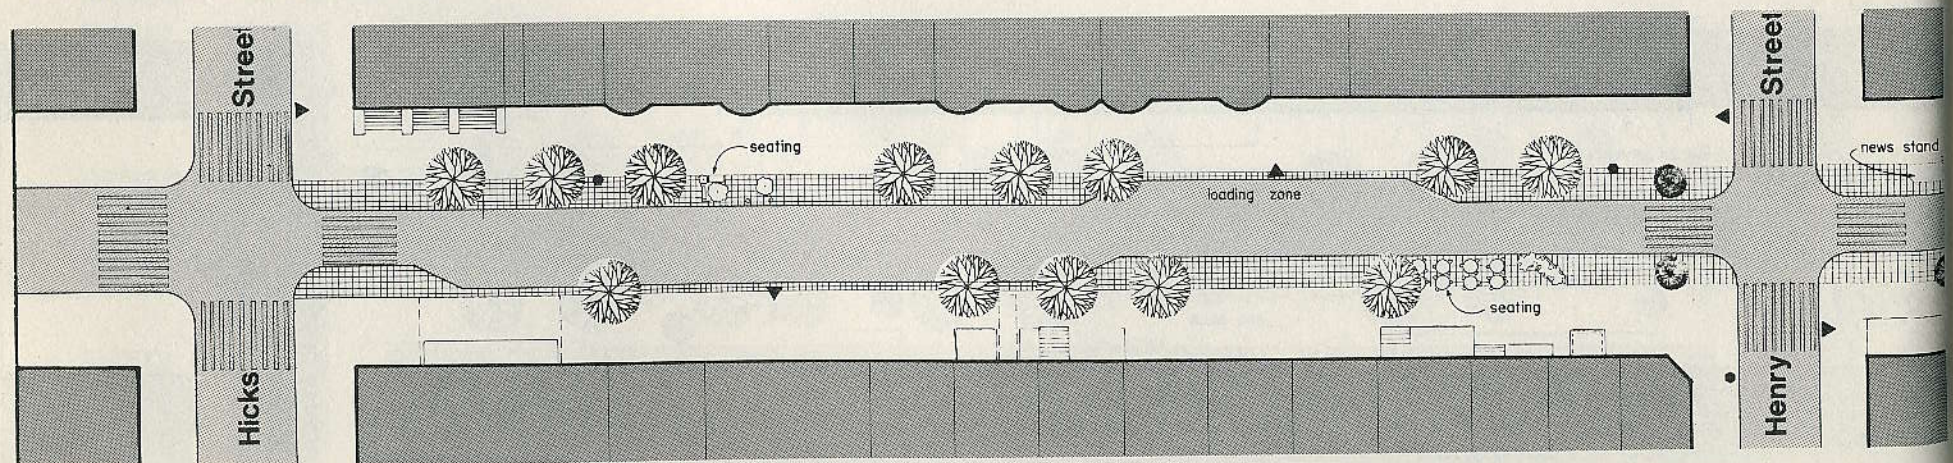 Street
Street
news stand
seating
loading zone
seating
Hicks
Henry